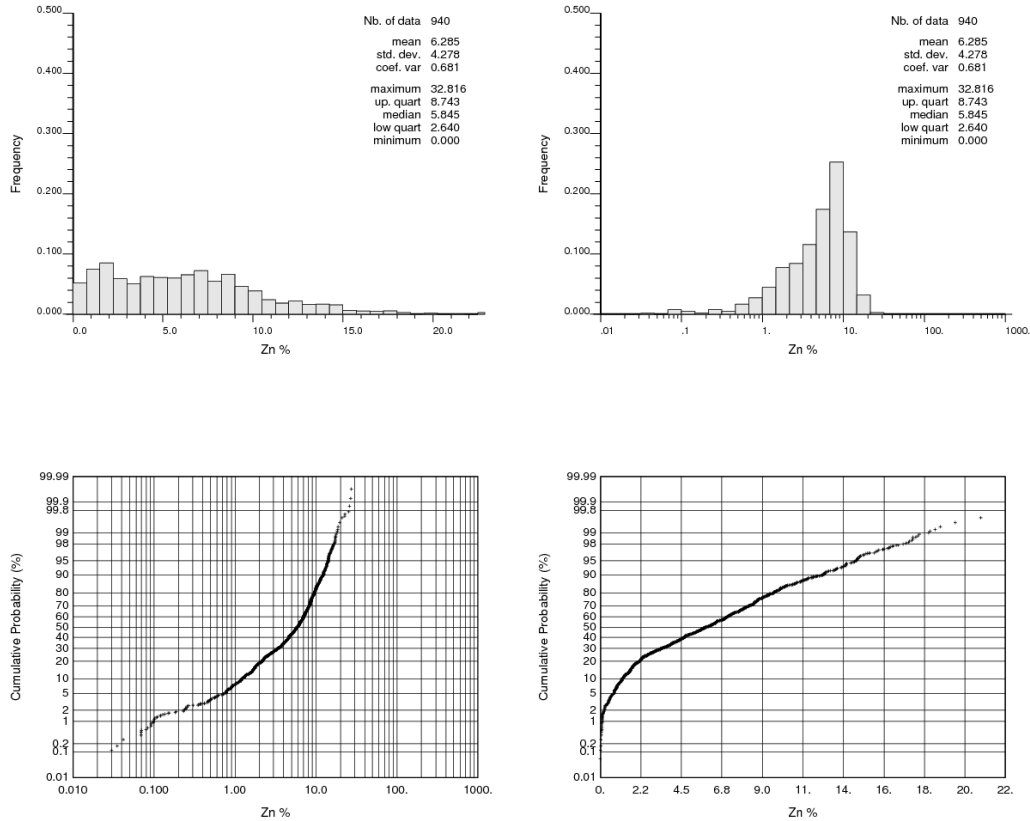 0.500
0.400
0.300
0.200
0.100
0.000
Frequency
0.0 5.0 10.0 15.0 20.0
Zn %
Nb. of data 940
mean 6.285
std. dev. 4.278
coef. var 0.681
maximum 32.816
up. quart 8.743
median 5.845
low quart 2.640
minimum 0.000
0.500
0.400
0.300
0.200
0.100
0.000
Frequency
.01 .1 1. 10. 100. 1000.
Zn %
Nb. of data 940
mean 6.285
std. dev. 4.278
coef. var 0.681
maximum 32.816
up. quart 8.743
median 5.845
low quart 2.640
minimum 0.000
99.99
99.9
99.8
99
98
95
90
80
70
60
50
40
30
20
10
5
2
1
0.2
0.1
0.01
Cumulative Probability (%)
0.010 0.100 1.00 10.0 100. 1000.
Zn %
99.99
99.9
99.8
99
98
95
90
80
70
60
50
40
30
20
10
5
2
1
0.2
0.1
0.01
Cumulative Probability (%)
0. 2.2 4.5 6.8 9.0 11. 14. 16. 18. 20. 22.
Zn %